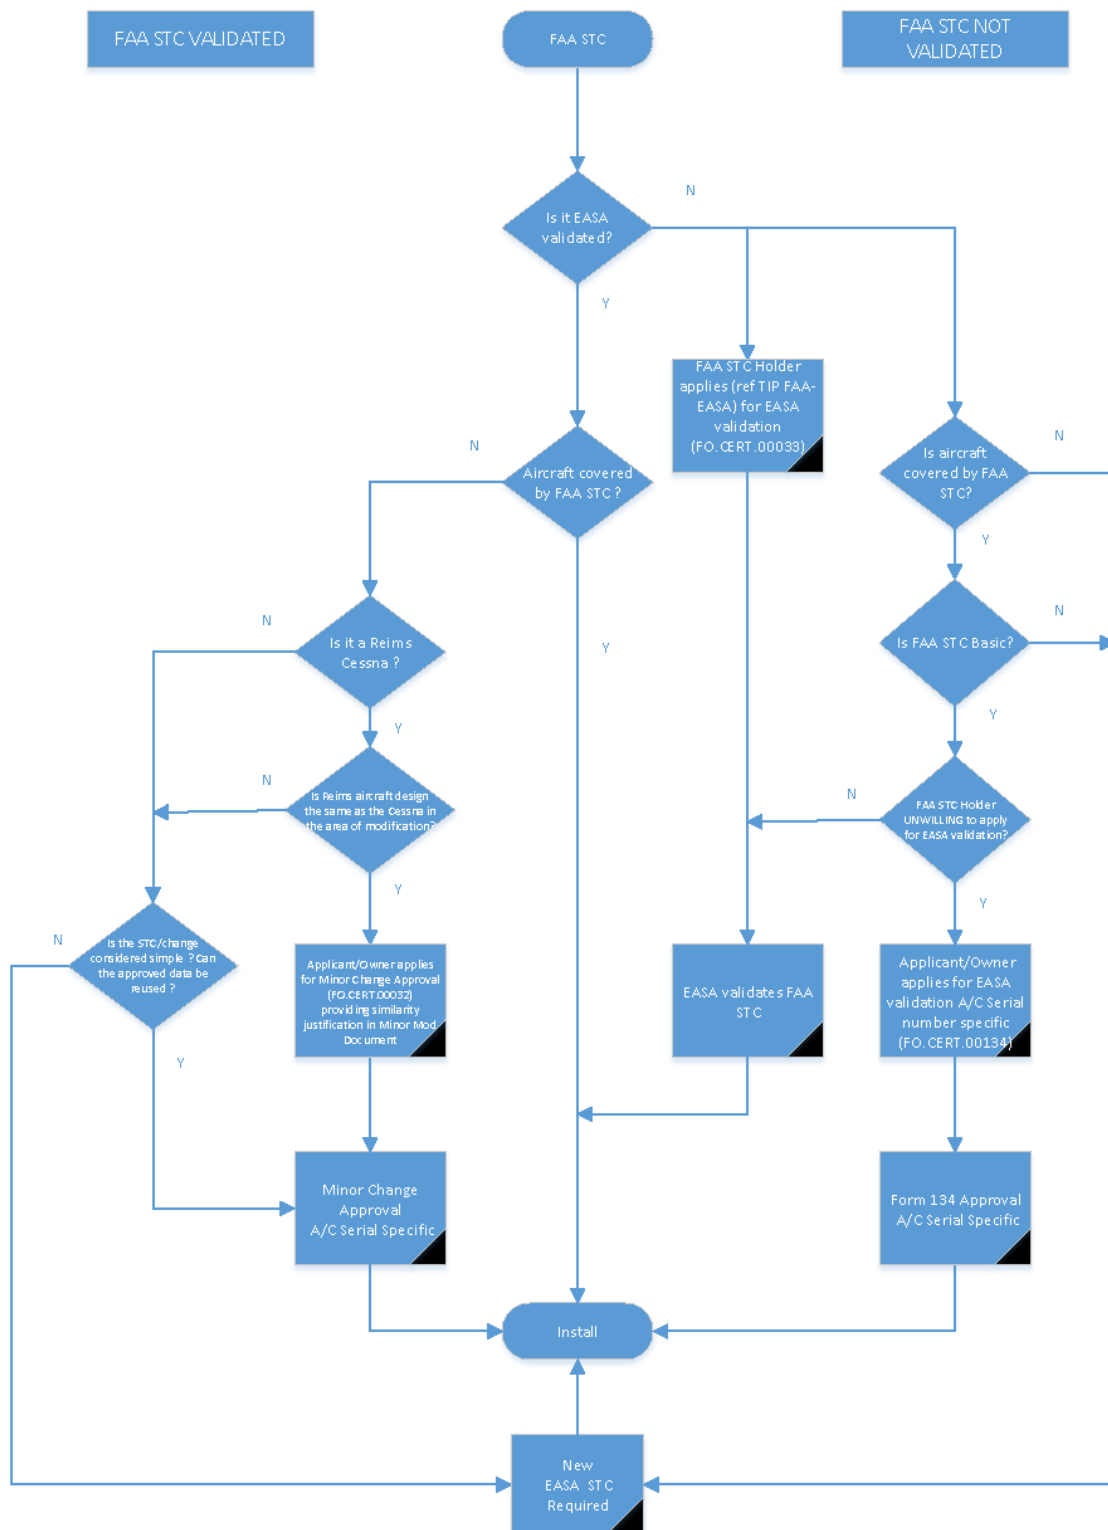 FAA STC VALIDATED
FAA STC
FAA STC NOT
VALIDATED
N
Is it EASA
validated?
Y
FAA STC Holder
applies (ref TIP FAA-
EASA) for EASA
validation
(FO.CERT.00033)
N
Aircraft covered
by FAA STC ?
N
Is aircraft
covered by FAA
STC?
Y
N
Is it a Reims
Cessna ?
Y
N
Is FAA STC Basic?
Y
Y
N
Is Reims aircraft design
the same as the Cessna in
the area of modification?
N
FAA STC Holder
UNWILLING to apply
for EASA validation?
Y
Y
N
Is the STC/change
considered simple ? Can
the approved data be
reused ?
Applicant/Owner applies
for Minor Change Approval
(FO.CERT.00032)
providing similarity
justification in Minor Mod
Document
EASA validates FAA
STC
Applicant/Owner
applies for EASA
validation A/C Serial
number specific
(FO.CERT.00134)
Y
Minor Change
Approval
A/C Serial Specific
Form 134 Approval
A/C Serial Specific
Install
New
EASA STC
Required